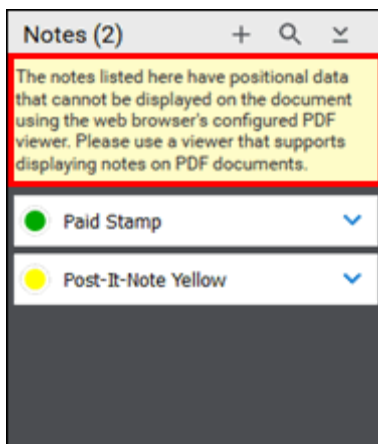 Notes (2)
The notes listed here have positional data
that cannot be displayed on the document
using the web browser's configured PDF
viewer. Please use a viewer that supports
displaying notes on PDF documents.
Paid Stamp
Post-It-Note Yellow